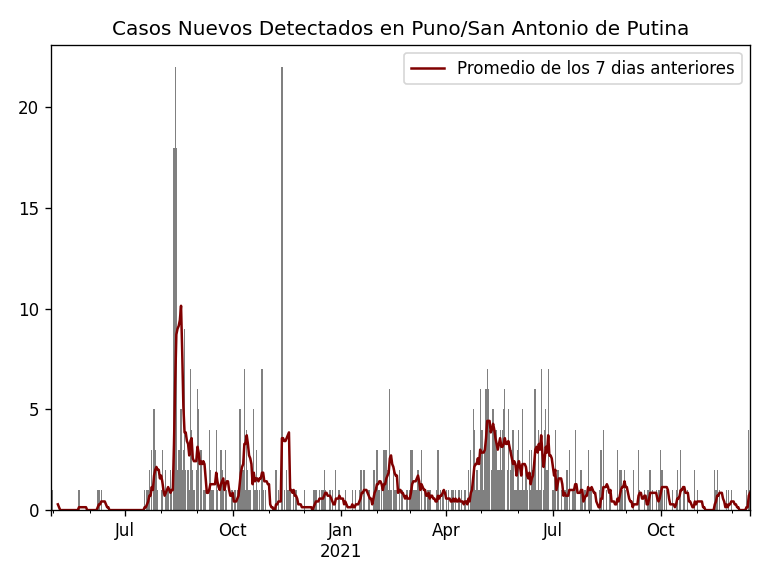 Casos Nuevos Detectados en Puno/San Antonio de Putina
Promedio de los 7 dias anteriores
20
15
10
5
0
Jul
Oct
Jan
2021
Apr
Jul
Oct